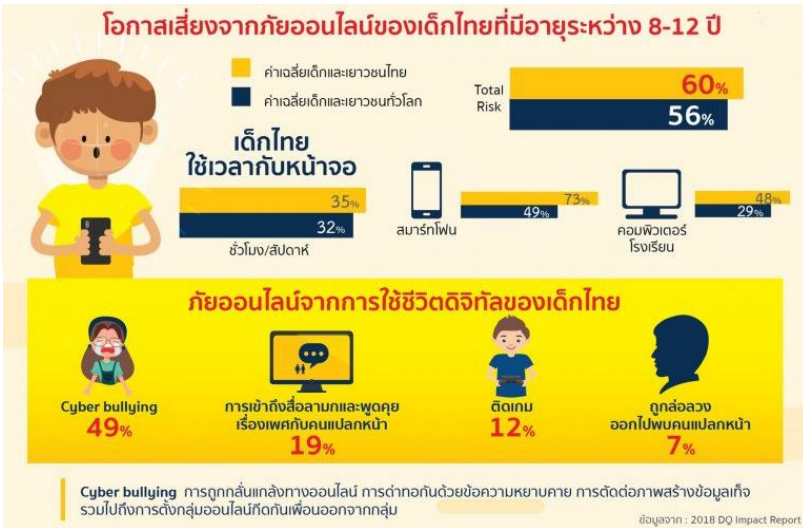 โอกาสเสี่ยงจากภัยออนไลน์ของเด็กไทยที่มีอายุระหว่าง 8-12 ปี
ค่าเฉลี่ยเด็กและเยาวชนไทย
ค่าเฉลี่ยเด็กและเยาวชนทั่วโลก
Total
Risk
60%
56%
เด็กไทย
ใช้เวลากับหน้าจอ
35%
32%
ชั่วโมง/สัปดาห์
73%
49%
สมาร์ทโฟน
48%
29%
คอมพิวเตอร์
โรงเรียน
ภัยออนไลน์จากการใช้ชีวิตดิจิทัลของเด็กไทย
Cyber bullying
49%
การเข้าถึงสื่อลามกและพูดคุย
เรื่องเพศกับคนแปลกหน้า
19%
ติดเกม
12%
ถูกล่อลวง
ออกไปพบคนแปลกหน้า
7%
Cyber bullying การถูกกลั่นแกล้งทางออนไลน์ การด่าทอกันด้วยข้อความหยาบคาย การตัดต่อภาพสร้างข้อมูลเท็จ
รวมไปถึงการตั้งกลุ่มออนไลน์กีดกันเพื่อนออกจากกลุ่ม
ข้อมูลจาก : 2018 DQ Impact Report